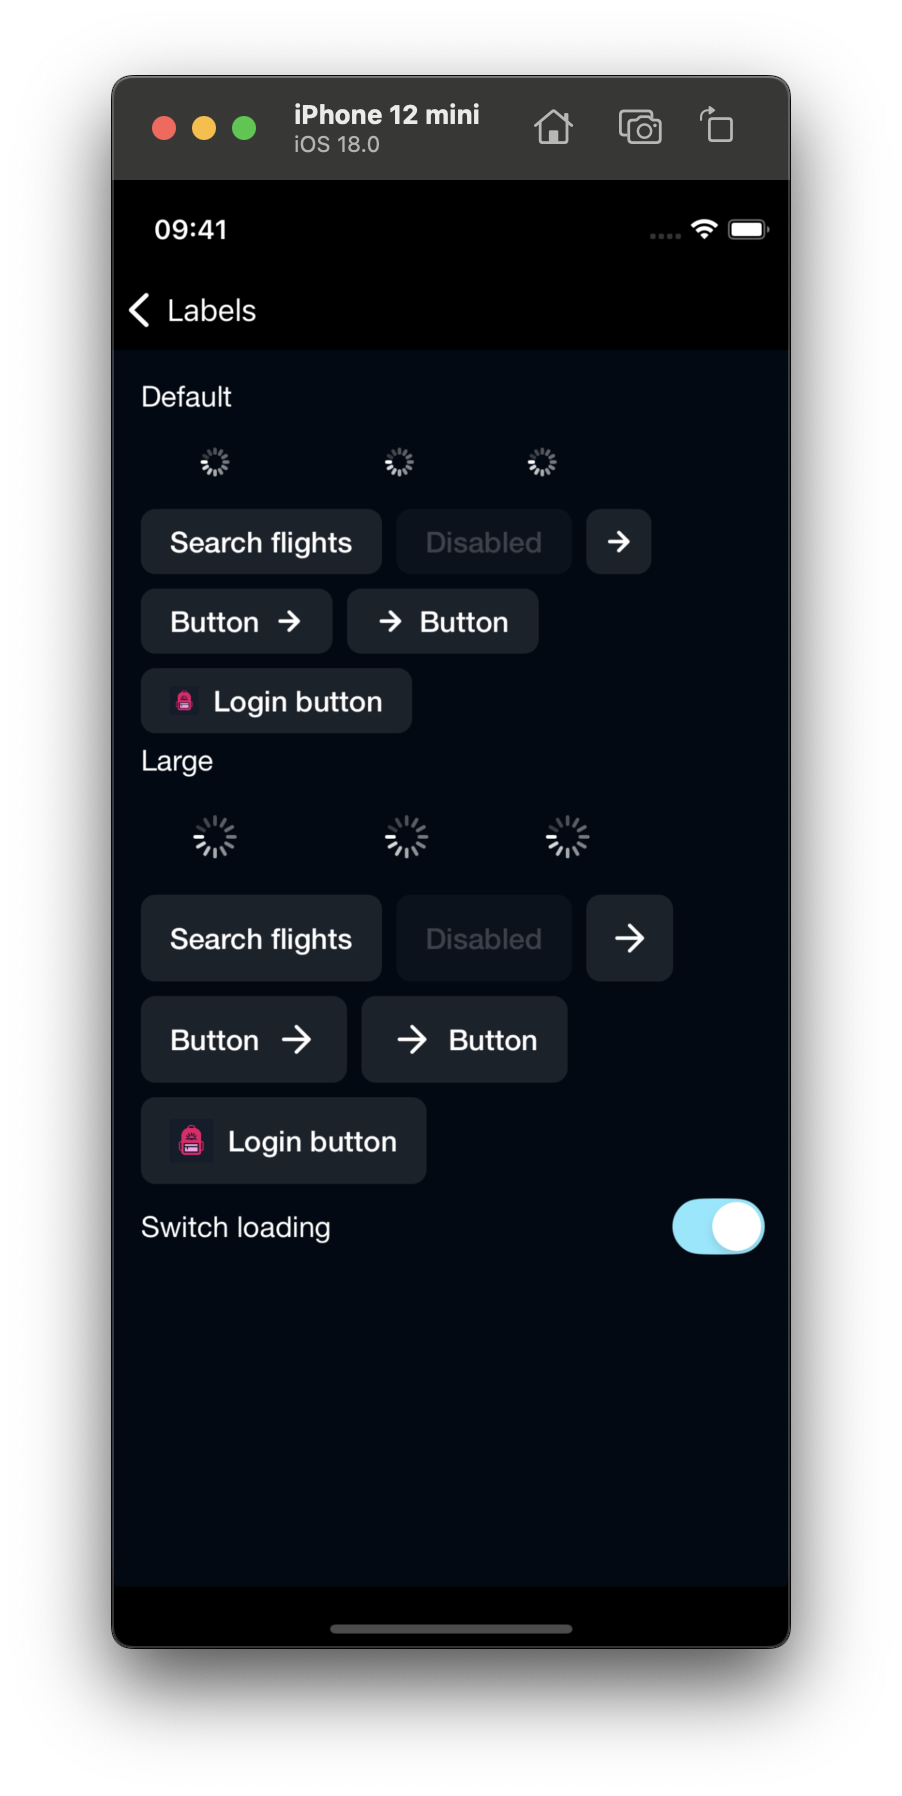 iPhone 12 mini
iOS 18.0
09:41
Labels
Default
Search flights Disabled
Button Button
Login button
Large
Search flights Disabled
Button Button
Login button
Switch loading